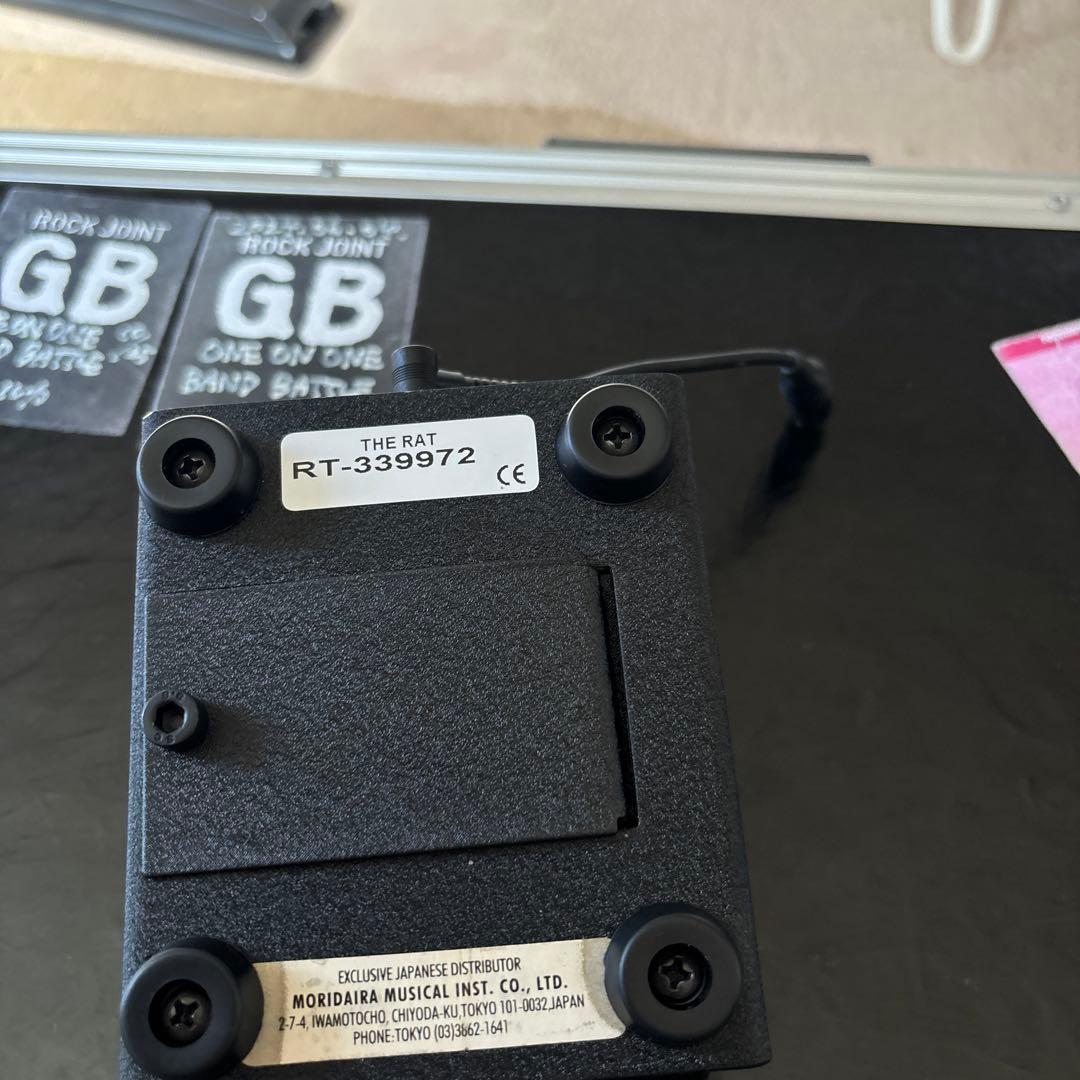 ROCK JOINT
GB
ROCK JOINT
GB
ONE ON ONE
BAND BATTLE
THE RAT
RT-339972
CE
EXCLUSIVE JAPANESE DISTRIBUTOR
MORIDAIRA MUSICAL INST. CO., LTD.
2-7-4, IWAMOTOCHO, CHIYODA-KU,TOKYO 101-0032,JAPAN
PHONE:TOKYO (03)3862-1641